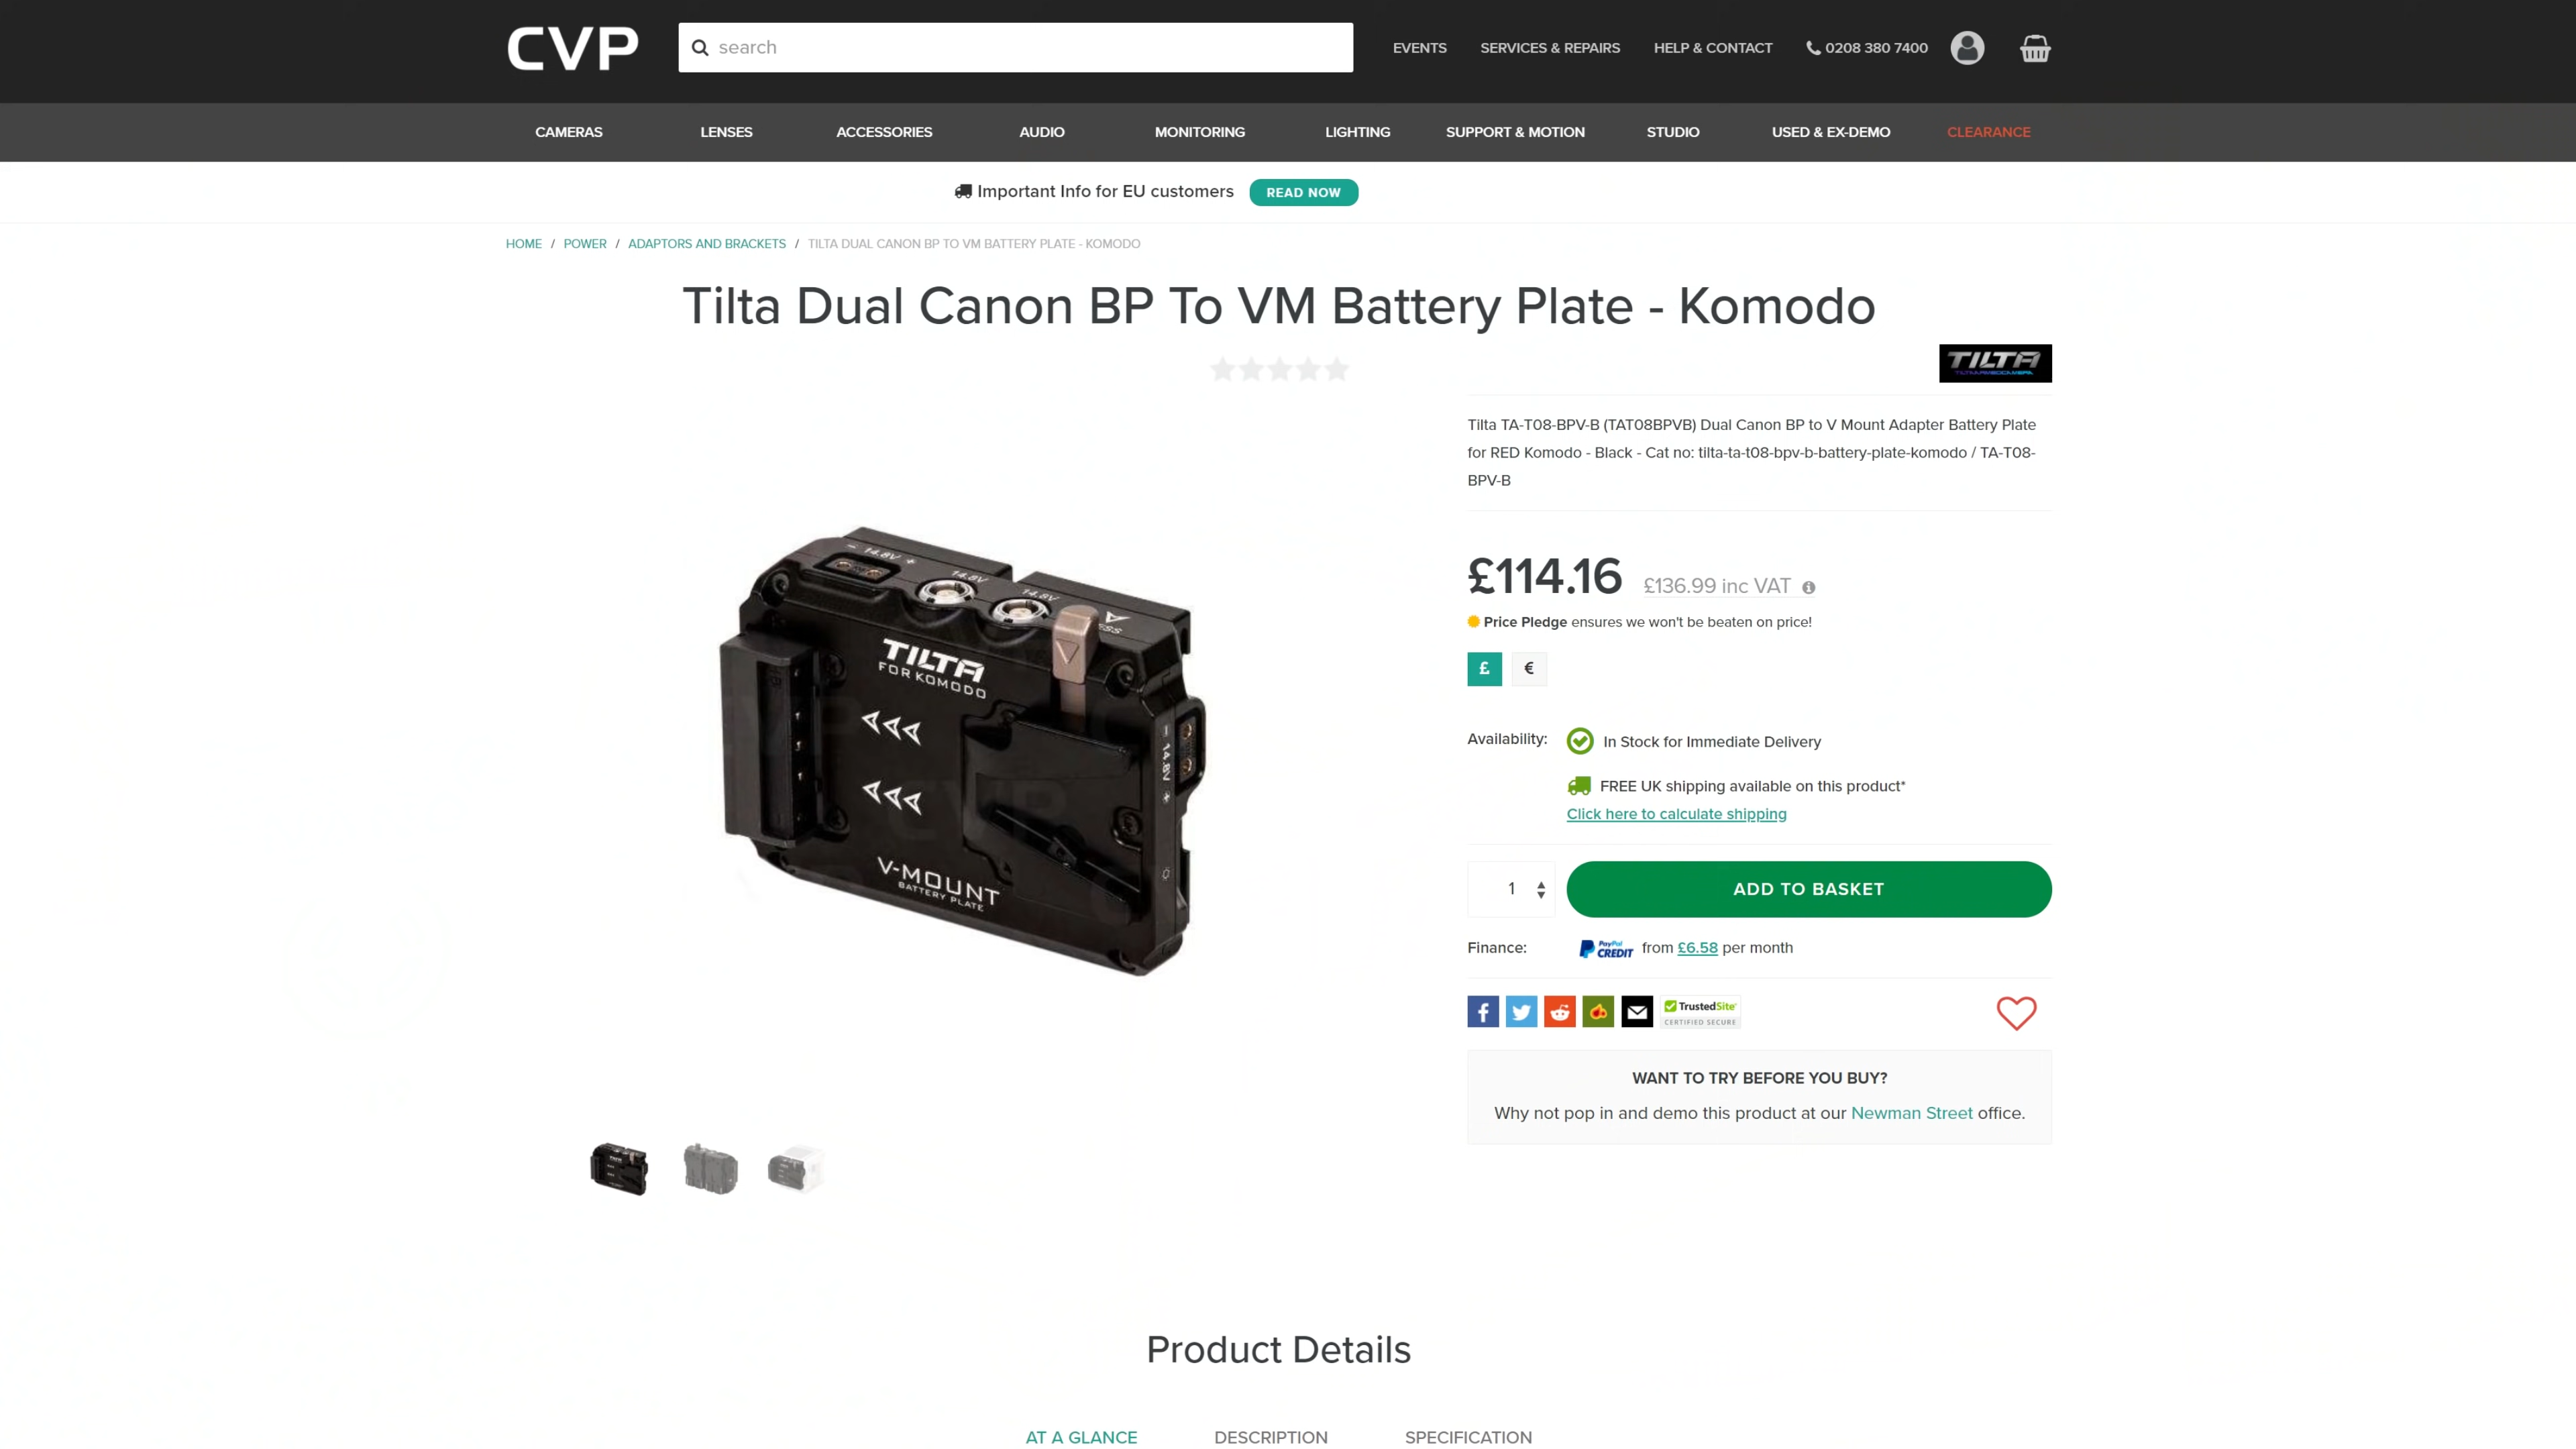 CVP
search
EVENTS
SERVICES & REPAIRS
HELP & CONTACT
0208 380 7400
CAMERAS
LENSES
ACCESSORIES
AUDIO
MONITORING
LIGHTING
SUPPORT & MOTION
STUDIO
USED & EX-DEMO
CLEARANCE
Important Info for EU customers
READ NOW
HOME / POWER / ADAPTORS AND BRACKETS / TILTA DUAL CANON BP TO VM BATTERY PLATE - KOMODO
Tilta Dual Canon BP To VM Battery Plate - Komodo
TILTA
Tilta TA-T08-BPV-B (TAT08BPVB) Dual Canon BP to V Mount Adapter Battery Plate
for RED Komodo - Black - Cat no: tilta-ta-t08-bpv-b-battery-plate-komodo / TA-T08-
BPV-B
– 14.8V +
14.8V
14.8V
TILTA
FOR KOMODO
– 14.8V +
V-MOUNT
BATTERY PLATE
£114.16 £136.99 inc VAT
Price Pledge ensures we won't be beaten on price!
£ €
Availability:
In Stock for Immediate Delivery
FREE UK shipping available on this product*
Click here to calculate shipping
1
ADD TO BASKET
Finance:
PayPal CREDIT from £6.58 per month
TrustedSite
CERTIFIED SECURE
WANT TO TRY BEFORE YOU BUY?
Why not pop in and demo this product at our Newman Street office.
Product Details
AT A GLANCE
DESCRIPTION
SPECIFICATION